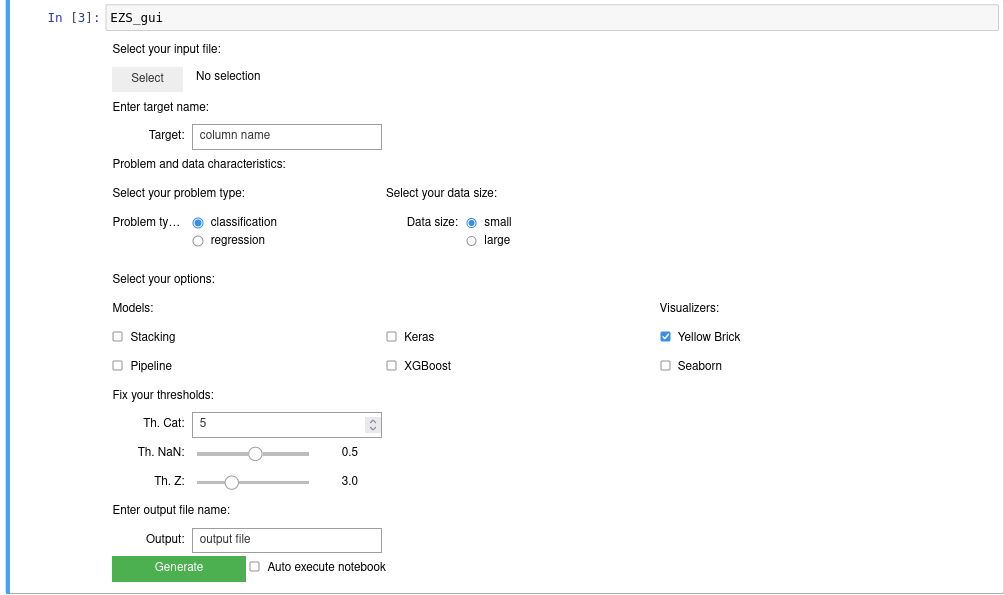 In [3]: EZS_gui
Select your input file:
Select No selection
Enter target name:
Target: column name
Problem and data characteristics:
Select your problem type: Select your data size:
Problem ty… classification Data size: small
regression large
Select your options:
Models: Visualizers:
Stacking Keras Yellow Brick
Pipeline XGBoost Seaborn
Fix your thresholds:
Th. Cat: 5
Th. NaN: 0.5
Th. Z: 3.0
Enter output file name:
Output: output file
Generate Auto execute notebook